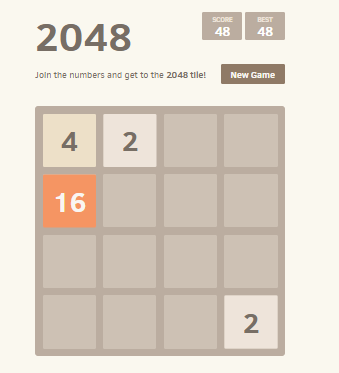 2048
SCORE
48
BEST
48
Join the numbers and get to the 2048 tile!
New Game
4 2
16
2